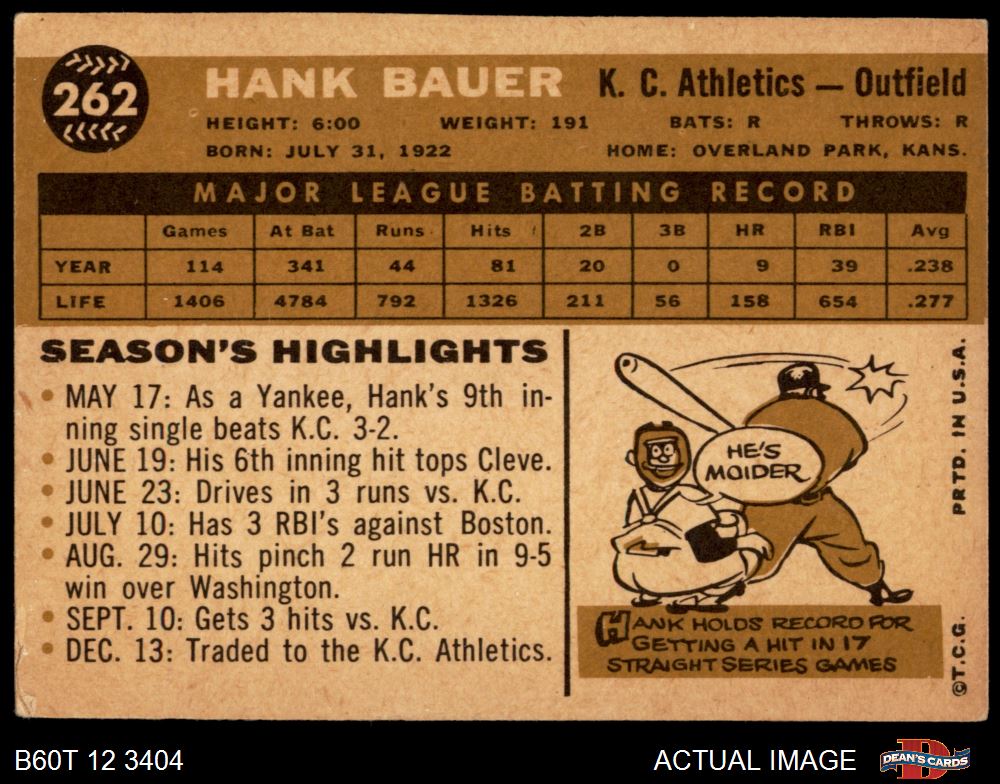 262
HANK BAUER K. C. Athletics — Outfield
HEIGHT: 6:00 WEIGHT: 191 BATS: R THROWS: R
BORN: JULY 31, 1922 HOME: OVERLAND PARK, KANS.
MAJOR LEAGUE BATTING RECORD
Games At Bat Runs Hits 2B 3B HR RBI Avg
YEAR 114 341 44 81 20 0 9 39 .238
LIFE 1406 4784 792 1326 211 56 158 654 .277
SEASON'S HIGHLIGHTS
• MAY 17: As a Yankee, Hank's 9th in-
ning single beats K.C. 3-2.
• JUNE 19: His 6th inning hit tops Cleve.
• JUNE 23: Drives in 3 runs vs. K.C.
• JULY 10: Has 3 RBI's against Boston.
• AUG. 29: Hits pinch 2 run HR in 9-5
win over Washington.
• SEPT. 10: Gets 3 hits vs. K.C.
• DEC. 13: Traded to the K.C. Athletics.
HE'S
MOIDER
HANK HOLDS RECORD FOR
GETTING A HIT IN 17
STRAIGHT SERIES GAMES
©T.C.G. PRTD. IN U.S.A.
B60T 12 3404 ACTUAL IMAGE
DEAN'S CARDS